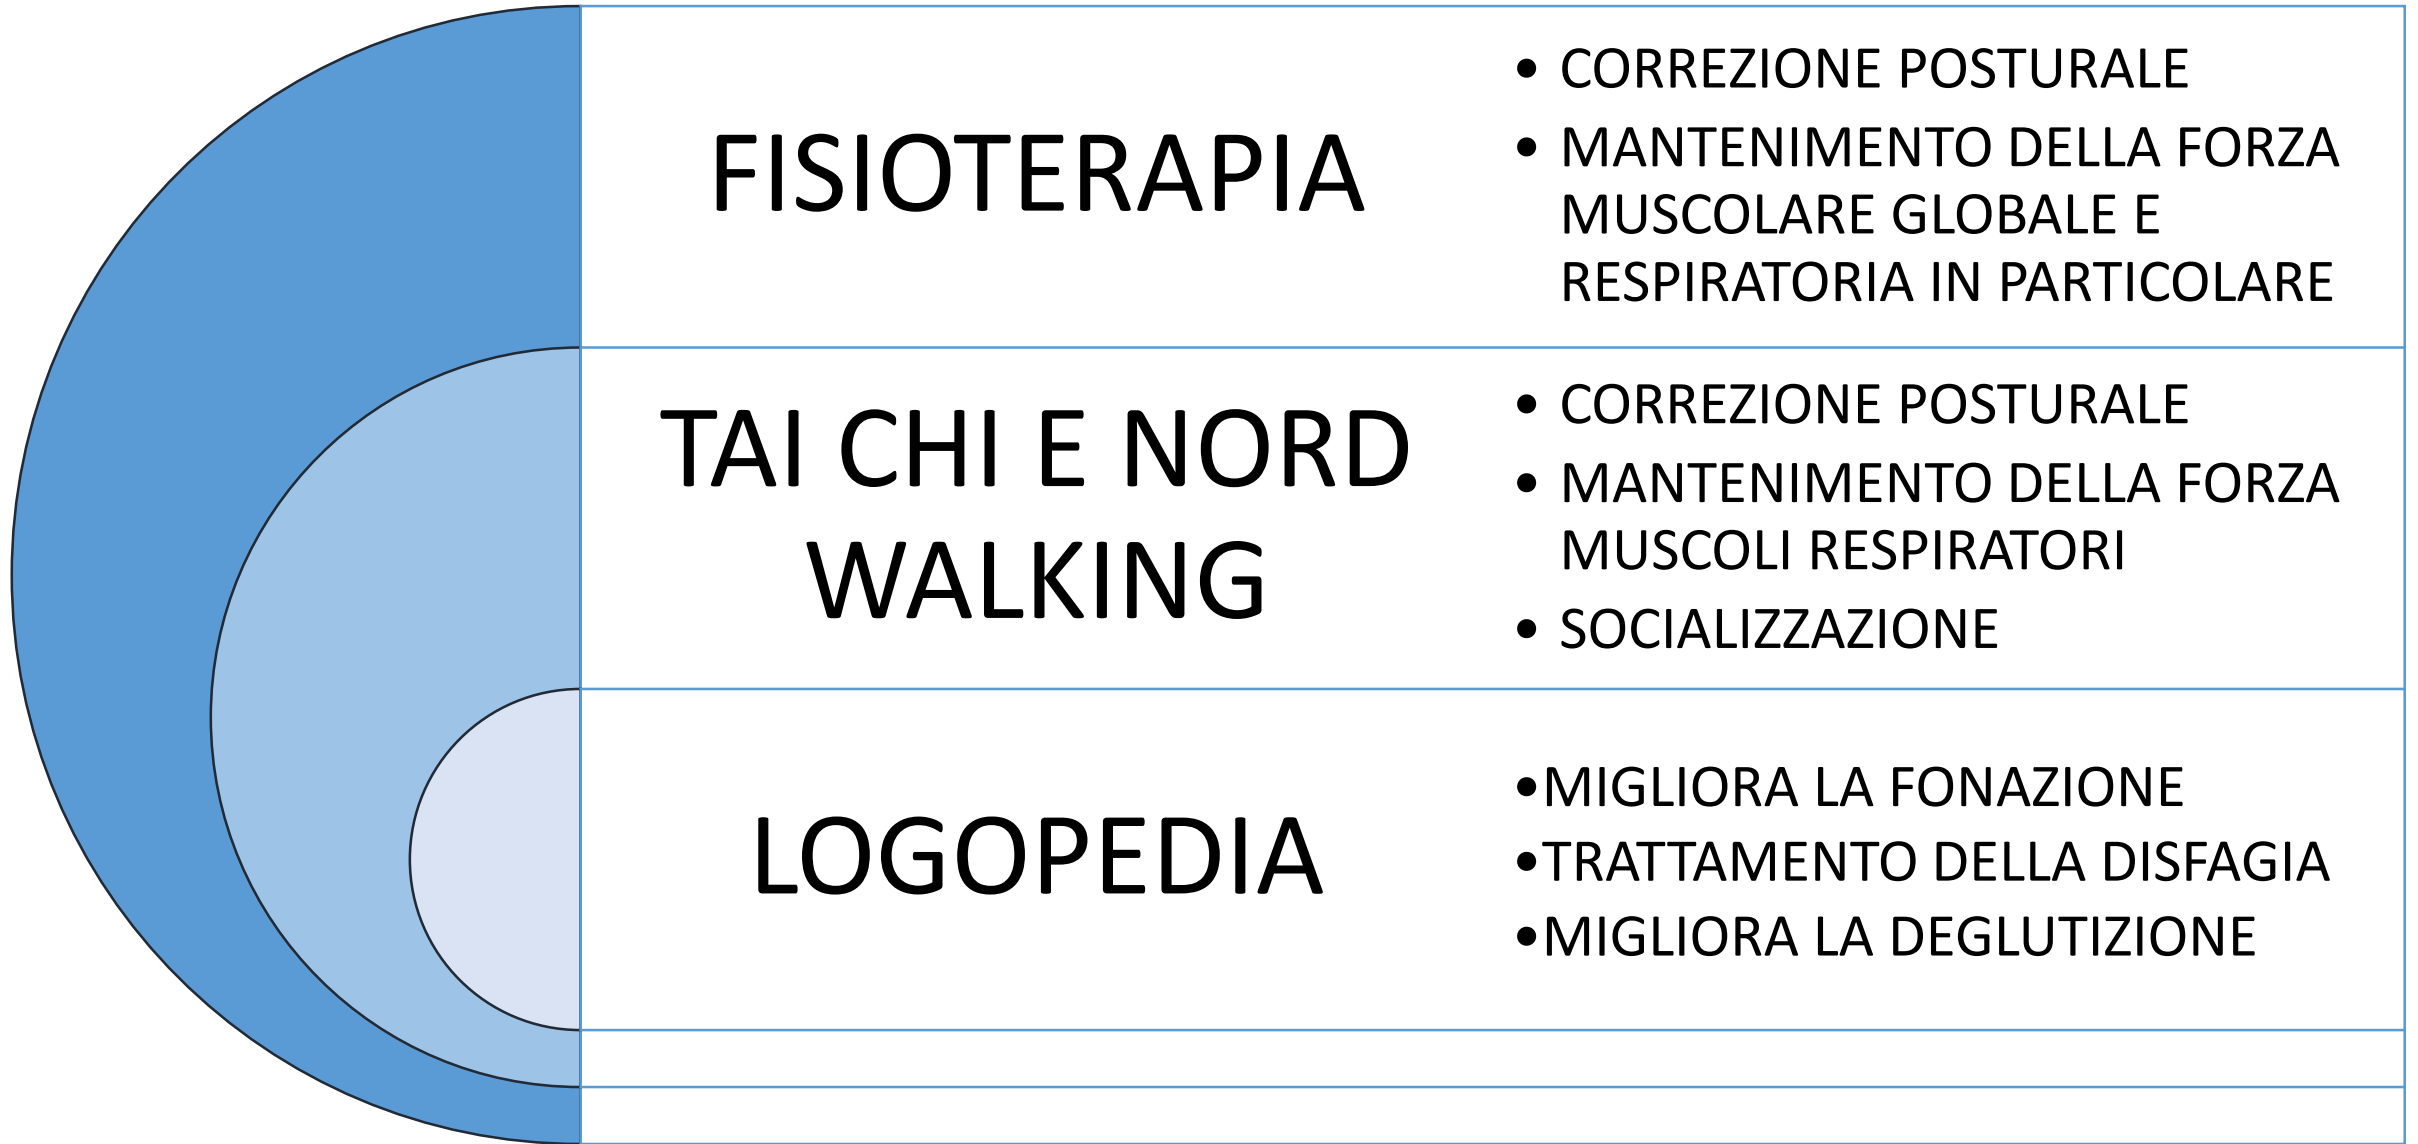 FISIOTERAPIA
• CORREZIONE POSTURALE
• MANTENIMENTO DELLA FORZA
MUSCOLARE GLOBALE E
RESPIRATORIA IN PARTICOLARE
TAI CHI E NORD
WALKING
• CORREZIONE POSTURALE
• MANTENIMENTO DELLA FORZA
MUSCOLI RESPIRATORI
• SOCIALIZZAZIONE
LOGOPEDIA
•MIGLIORA LA FONAZIONE
•TRATTAMENTO DELLA DISFAGIA
•MIGLIORA LA DEGLUTIZIONE